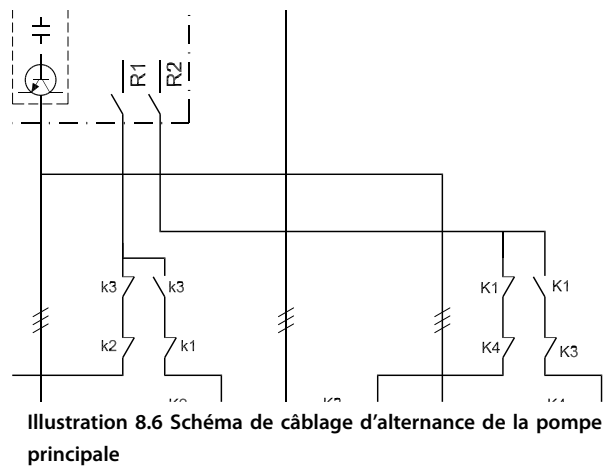 R1
R2
k3
k3
K1
K1
k2
k1
K4
K3
Illustration 8.6 Schéma de câblage d'alternance de la pompe
principale